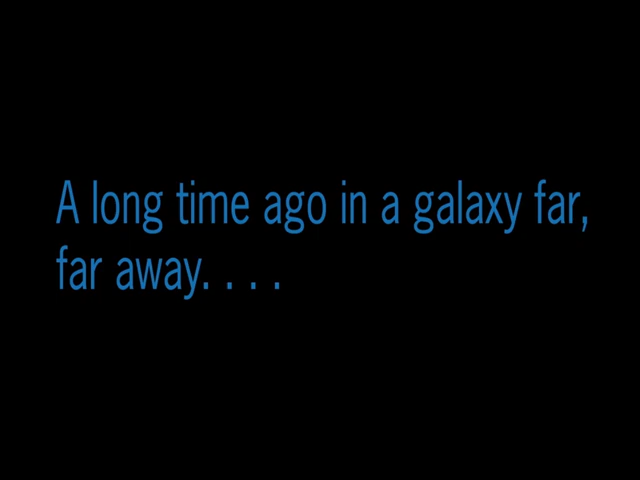 A long time ago in a galaxy far,
far away. . . .